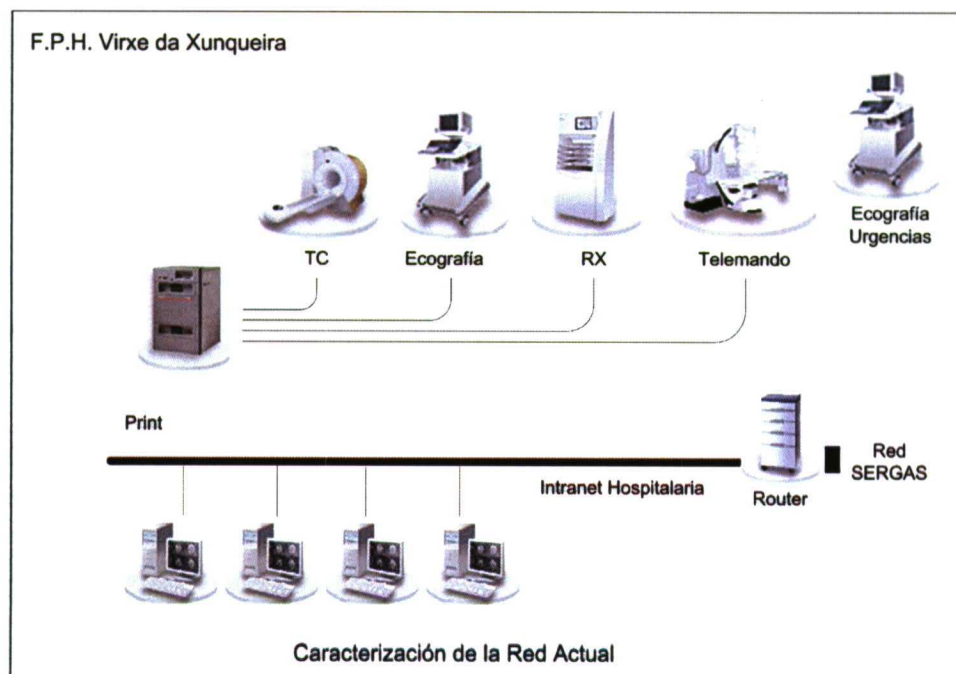 F.P.H. Virxe da Xunqueira
TC
Ecografía
RX
Telemando
Ecografía
Urgencias
Print
Intranet Hospitalaria
Router
Red
SERGAS
Caracterización de la Red Actual